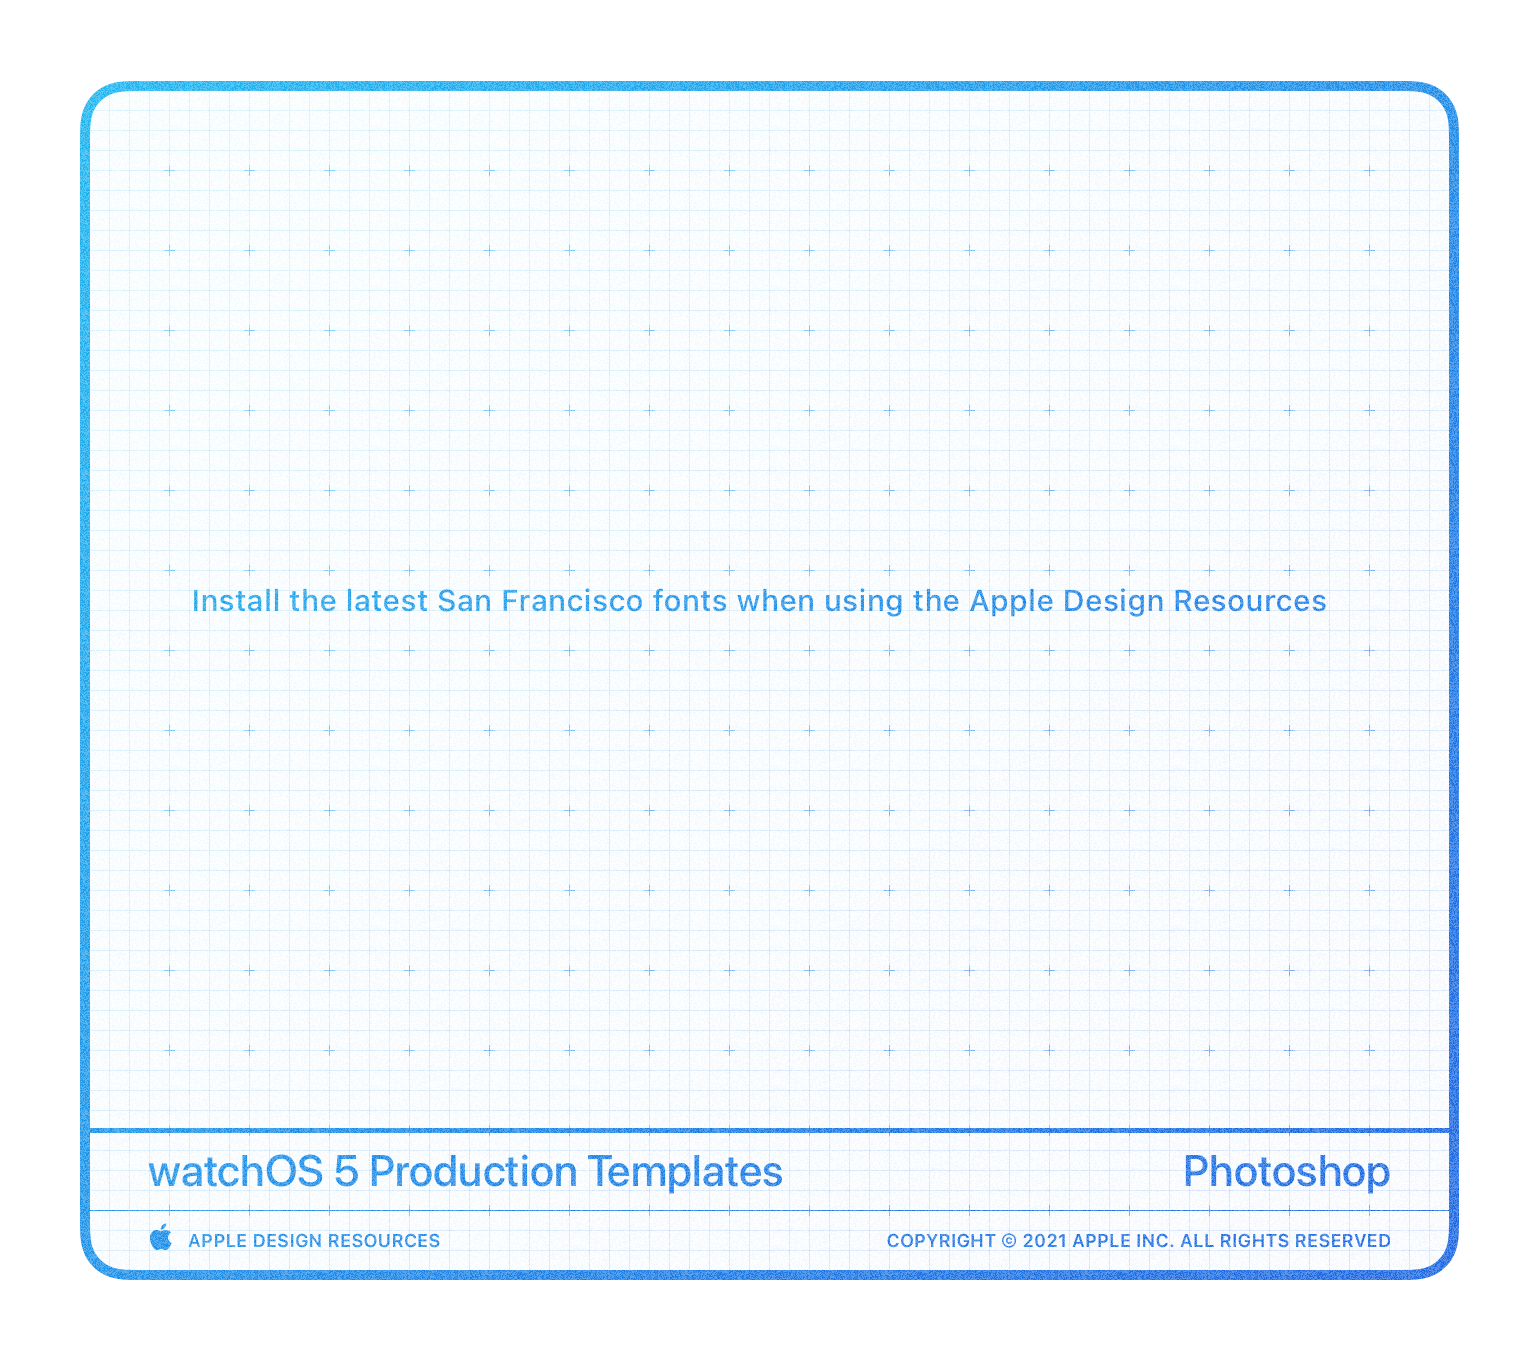 Install the latest San Francisco fonts when using the Apple Design Resources
watchOS 5 Production Templates
Photoshop
APPLE DESIGN RESOURCES
COPYRIGHT © 2021 APPLE INC. ALL RIGHTS RESERVED